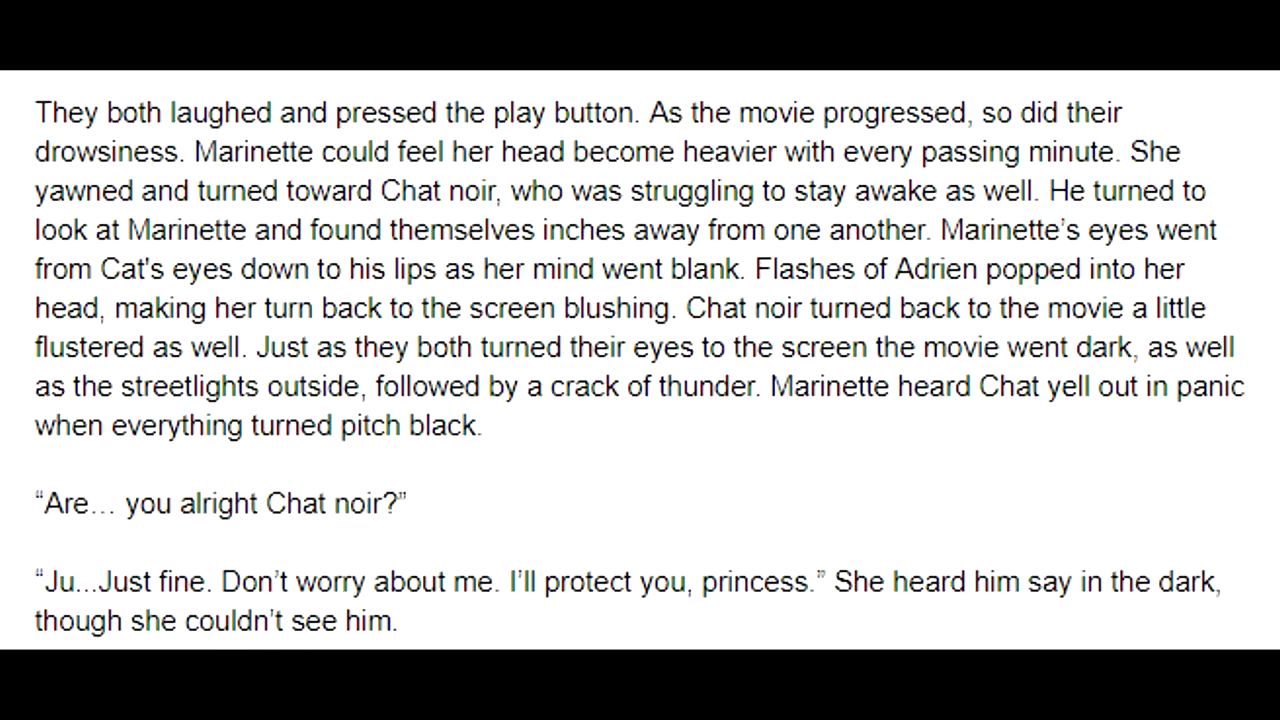 They both laughed and pressed the play button. As the movie progressed, so did their
drowsiness. Marinette could feel her head become heavier with every passing minute. She
yawned and turned toward Chat noir, who was struggling to stay awake as well. He turned to
look at Marinette and found themselves inches away from one another. Marinette’s eyes went
from Cat's eyes down to his lips as her mind went blank. Flashes of Adrien popped into her
head, making her turn back to the screen blushing. Chat noir turned back to the movie a little
flustered as well. Just as they both turned their eyes to the screen the movie went dark, as well
as the streetlights outside, followed by a crack of thunder. Marinette heard Chat yell out in panic
when everything turned pitch black.
“Are… you alright Chat noir?”
“Ju...Just fine. Don’t worry about me. I’ll protect you, princess.” She heard him say in the dark,
though she couldn’t see him.